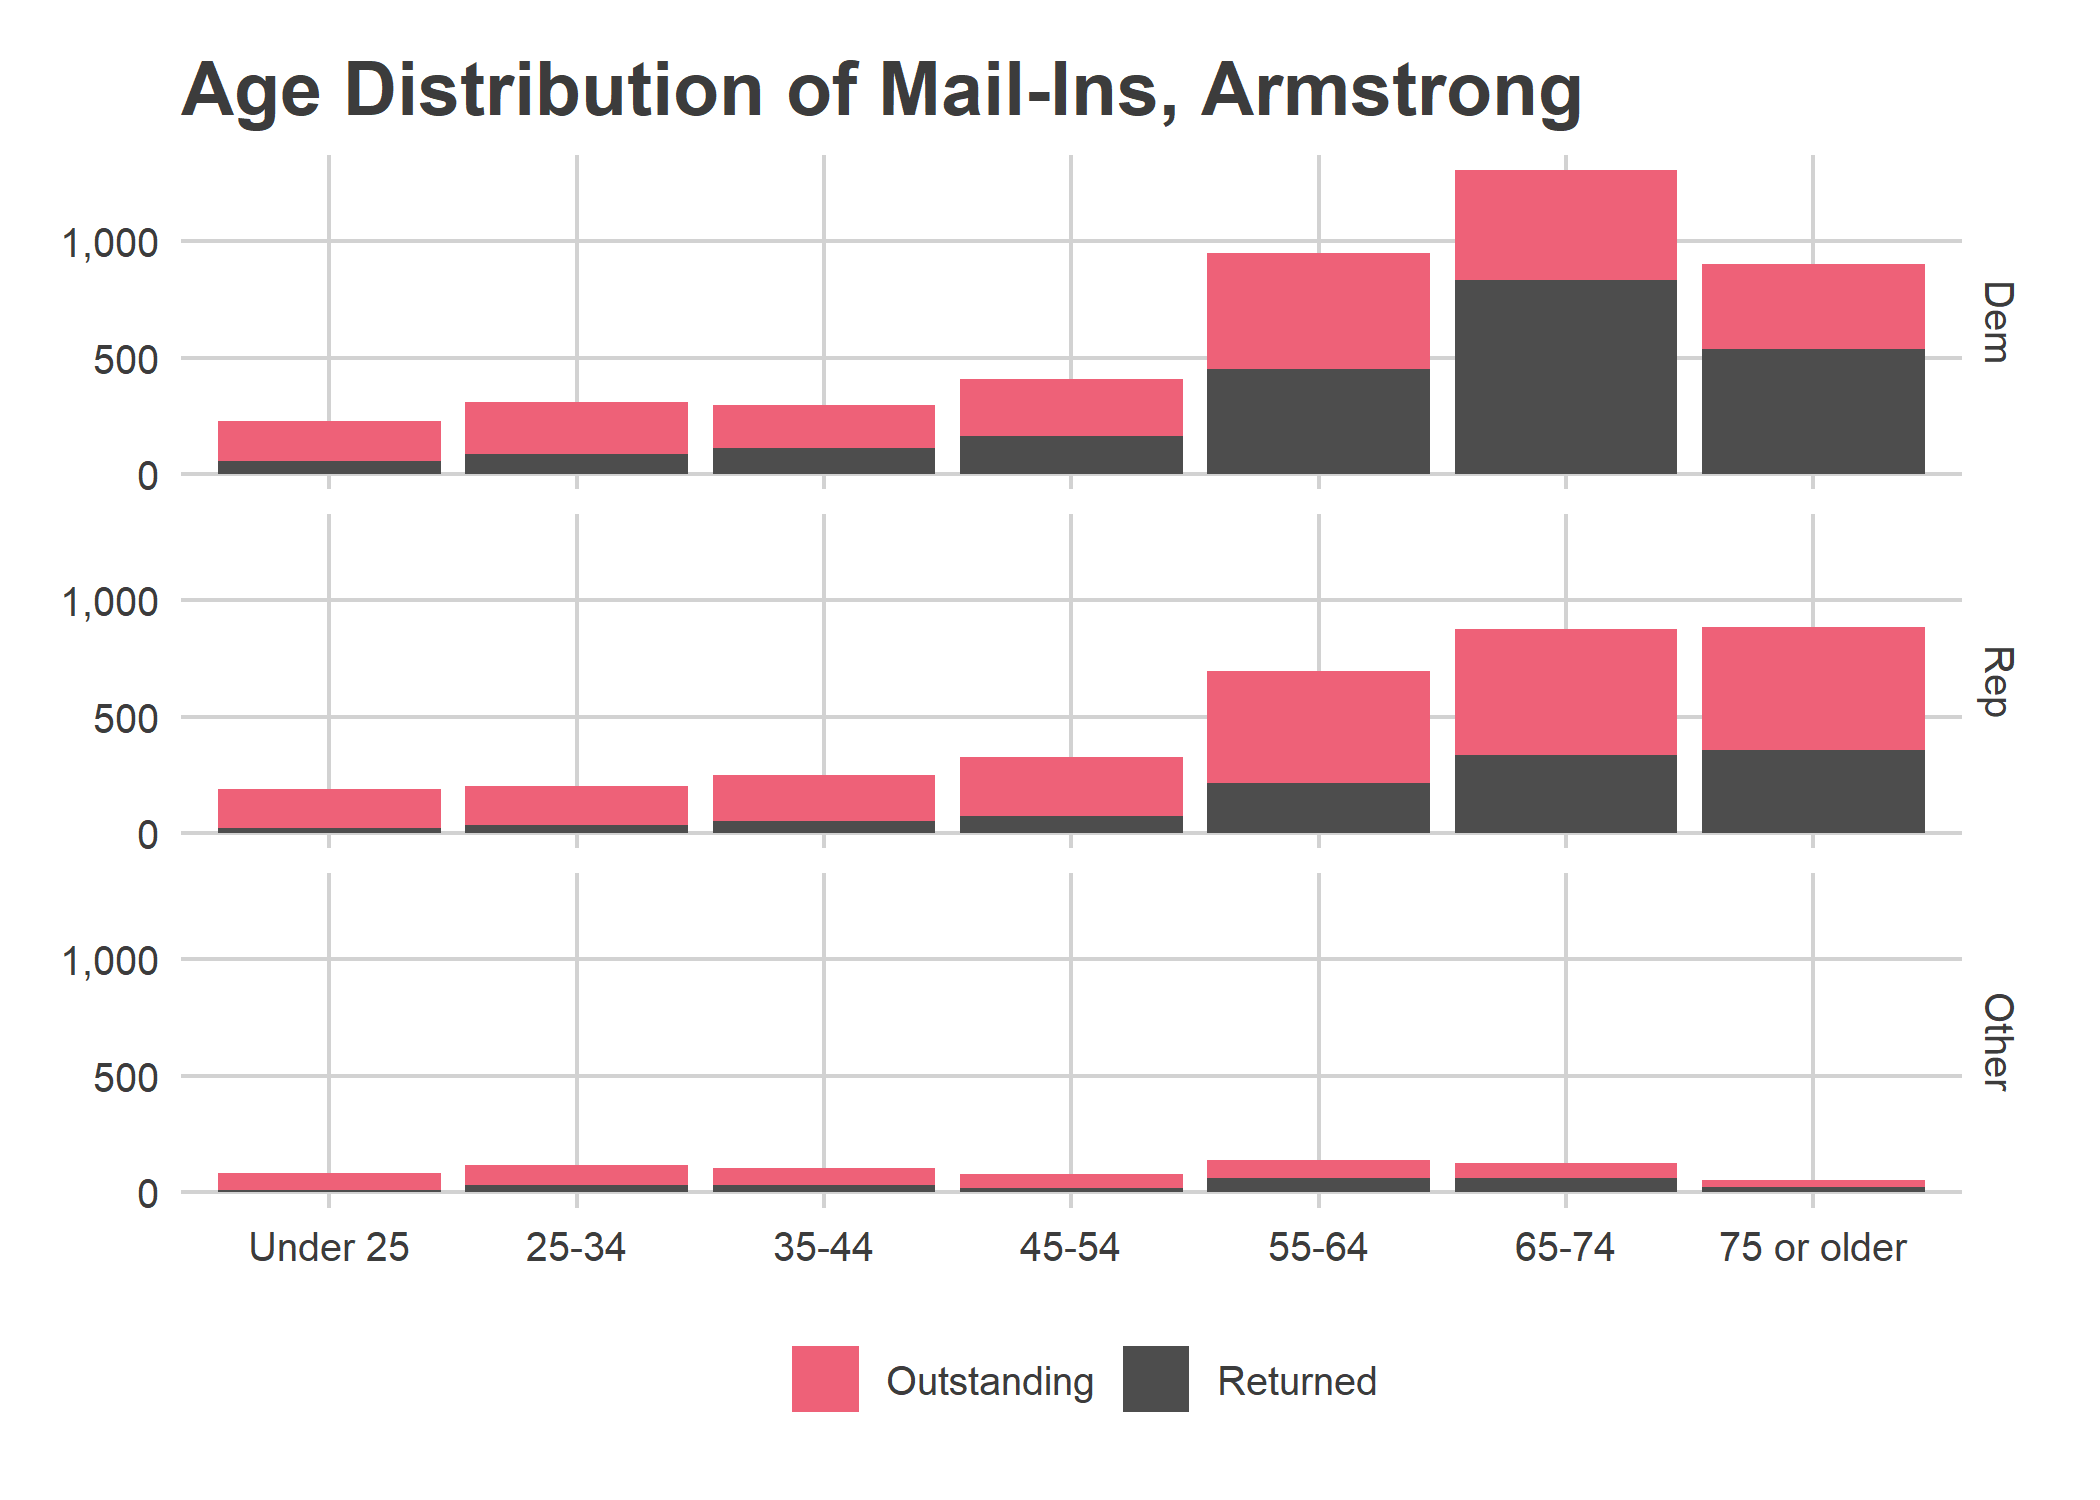 Age Distribution of Mail-Ins, Armstrong
1,000
500
0
Dem
1,000
500
0
Rep
1,000
500
0
Other
Under 25 25-34 35-44 45-54 55-64 65-74 75 or older
Outstanding Returned